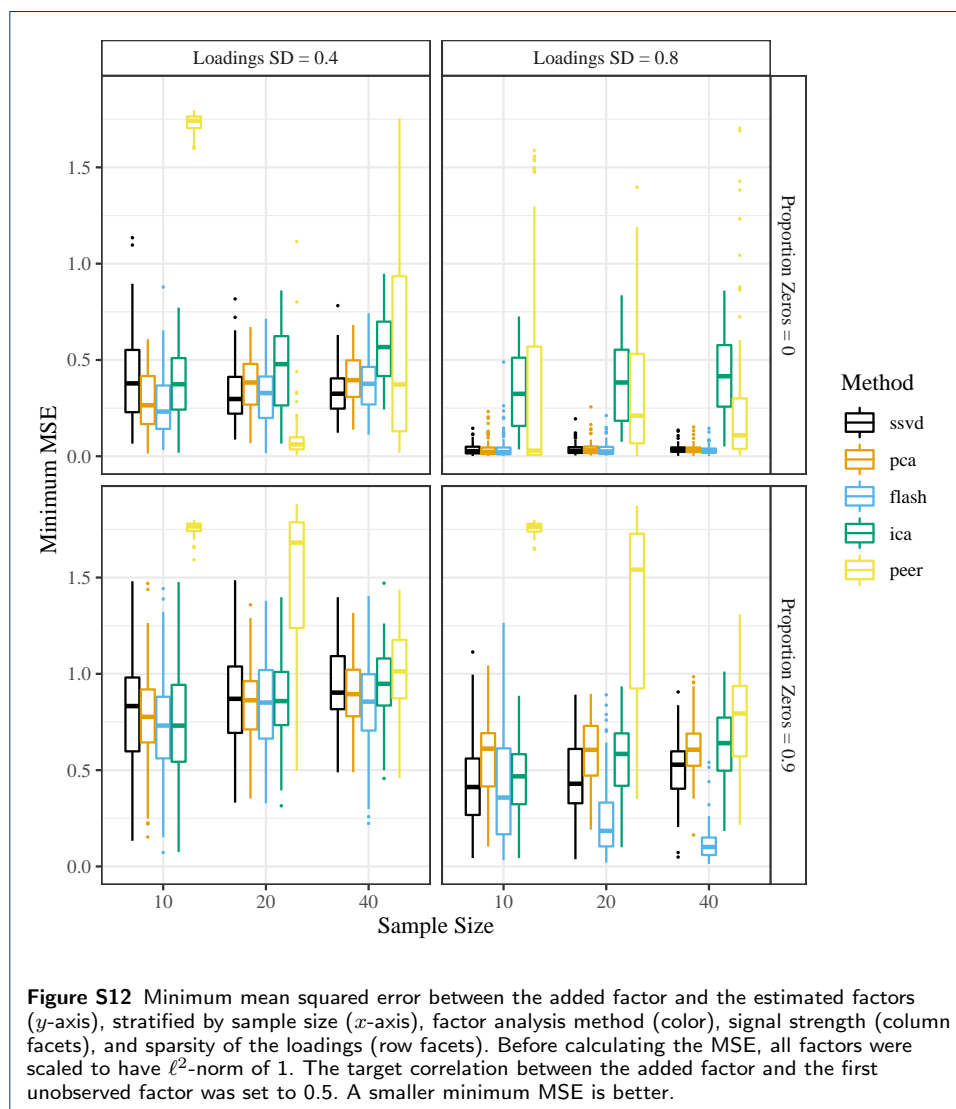 Loadings SD = 0.4
Loadings SD = 0.8
Minimum MSE
1.5
1.0
0.5
0.0
1.5
1.0
0.5
0.0
Proportion Zeros = 0
Proportion Zeros = 0.9
10
20
40
10
20
40
Sample Size
Method
ssvd
pca
flash
ica
peer
Figure S12 Minimum mean squared error between the added factor and the estimated factors
(y-axis), stratified by sample size (x-axis), factor analysis method (color), signal strength (column
facets), and sparsity of the loadings (row facets). Before calculating the MSE, all factors were
scaled to have ℓ²-norm of 1. The target correlation between the added factor and the first
unobserved factor was set to 0.5. A smaller minimum MSE is better.